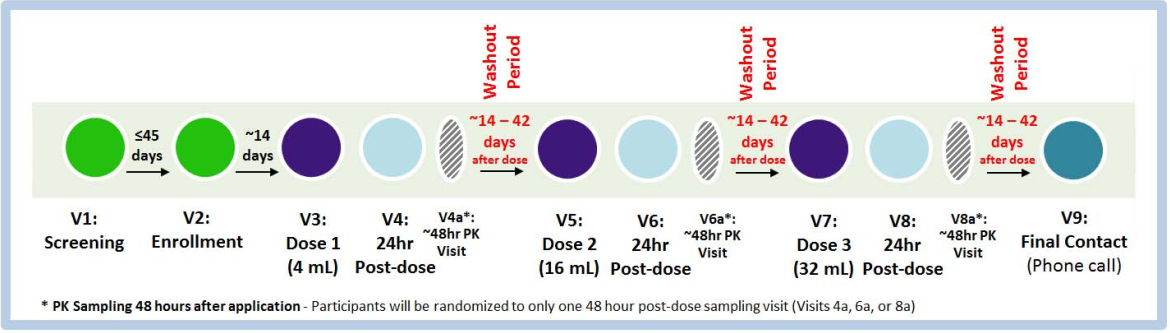 Washout
Period
Washout
Period
Washout
Period
≤45
days
~14
days
~14 – 42
days
after dose
~14 – 42
days
after dose
~14 – 42
days
after dose
V1:
Screening
V2:
Enrollment
V3:
Dose 1
(4 mL)
V4:
24hr
Post-dose
V4a*:
~48hr PK
Visit
V5:
Dose 2
(16 mL)
V6:
24hr
Post-dose
V6a*:
~48hr PK
Visit
V7:
Dose 3
(32 mL)
V8:
24hr
Post-dose
V8a*:
~48hr PK
Visit
V9:
Final Contact
(Phone call)
* PK Sampling 48 hours after application - Participants will be randomized to only one 48 hour post-dose sampling visit (Visits 4a, 6a, or 8a)